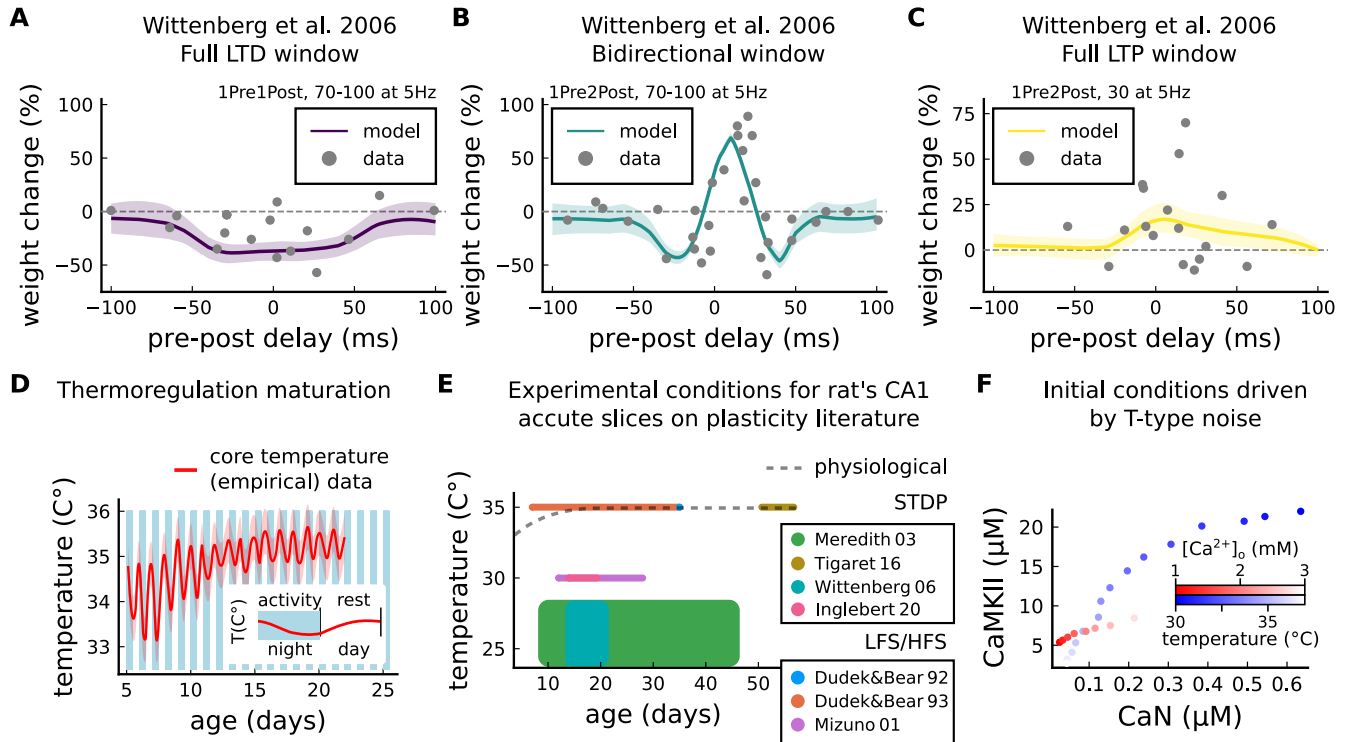 A
Wittenberg et al. 2006
Full LTD window
1Pre1Post, 70-100 at 5Hz
model
data
100
50
0
−50
weight change (%)
−100
−50
0
50
100
pre-post delay (ms)
B
Wittenberg et al. 2006
Bidirectional window
1Pre2Post, 70-100 at 5Hz
model
data
100
50
0
−50
weight change (%)
−100
−50
0
50
100
pre-post delay (ms)
C
Wittenberg et al. 2006
Full LTP window
1Pre2Post, 30 at 5Hz
model
data
75
50
25
0
weight change (%)
−100
−50
0
50
100
pre-post delay (ms)
D
Thermoregulation maturation
core temperature
(empirical) data
36
35
34
33
temperature (C°)
T(C°)
activity
rest
night
day
5
10
15
20
25
age (days)
E
Experimental conditions for rat's CA1
accute slices on plasticity literature
physiological
35
30
25
temperature (C°)
10
20
30
40
50
age (days)
STDP
Meredith 03
Tigaret 16
Wittenberg 06
Inglebert 20
LFS/HFS
Dudek&Bear 92
Dudek&Bear 93
Mizuno 01
F
Initial conditions driven
by T-type noise
20
15
10
5
CaMKII (μM)
[Ca²⁺]ₒ (mM)
1
2
3
30
35
temperature (°C)
0.1
0.2
0.3
0.4
0.5
0.6
CaN (μM)